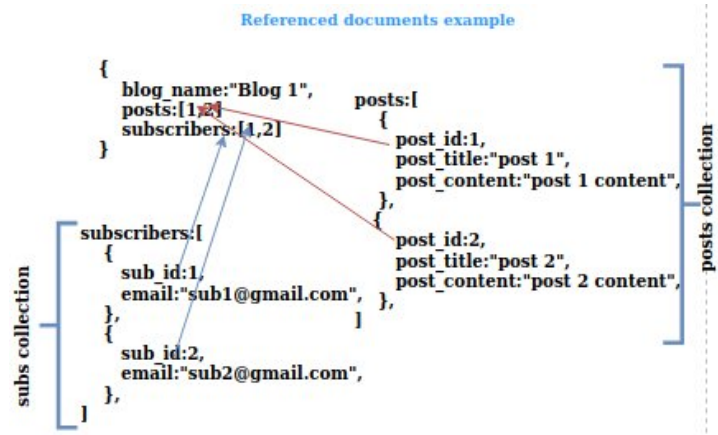 Referenced documents example
{
blog_name:"Blog 1",
posts:[1,2]
subscribers:[1,2]
}
posts:[
{
post_id:1,
post_title:"post 1",
post_content:"post 1 content",
},
{
post_id:2,
post_title:"post 2",
post_content:"post 2 content",
},
]
posts collection
subscribers:[
{
sub_id:1,
email:"sub1@gmail.com",
},
{
sub_id:2,
email:"sub2@gmail.com",
},
]
subs collection